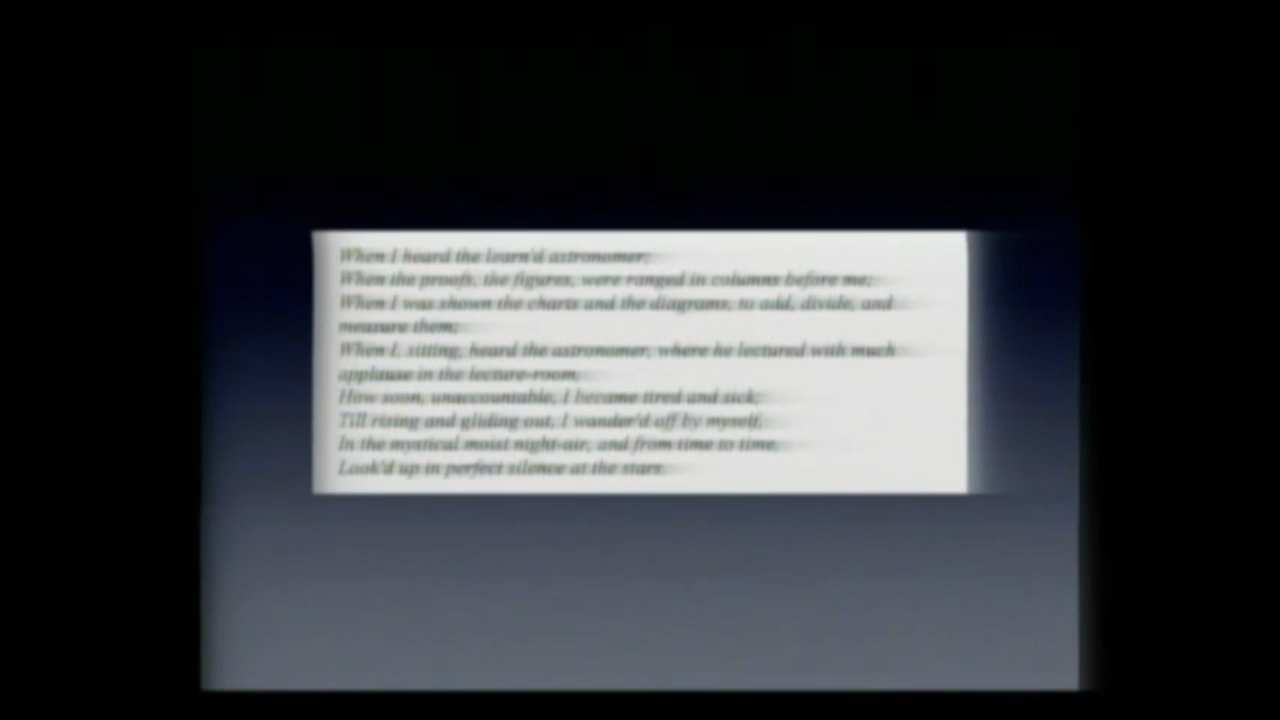 When I heard the learn'd astronomer;
When the proofs, the figures, were ranged in columns before me;
When I was shown the charts and the diagrams, to add, divide, and
measure them;
When I, sitting, heard the astronomer, where he lectured with much
applause in the lecture-room,
How soon, unaccountable, I became tired and sick;
Till rising and gliding out, I wander'd off by myself,
In the mystical moist night-air, and from time to time,
Look'd up in perfect silence at the stars.